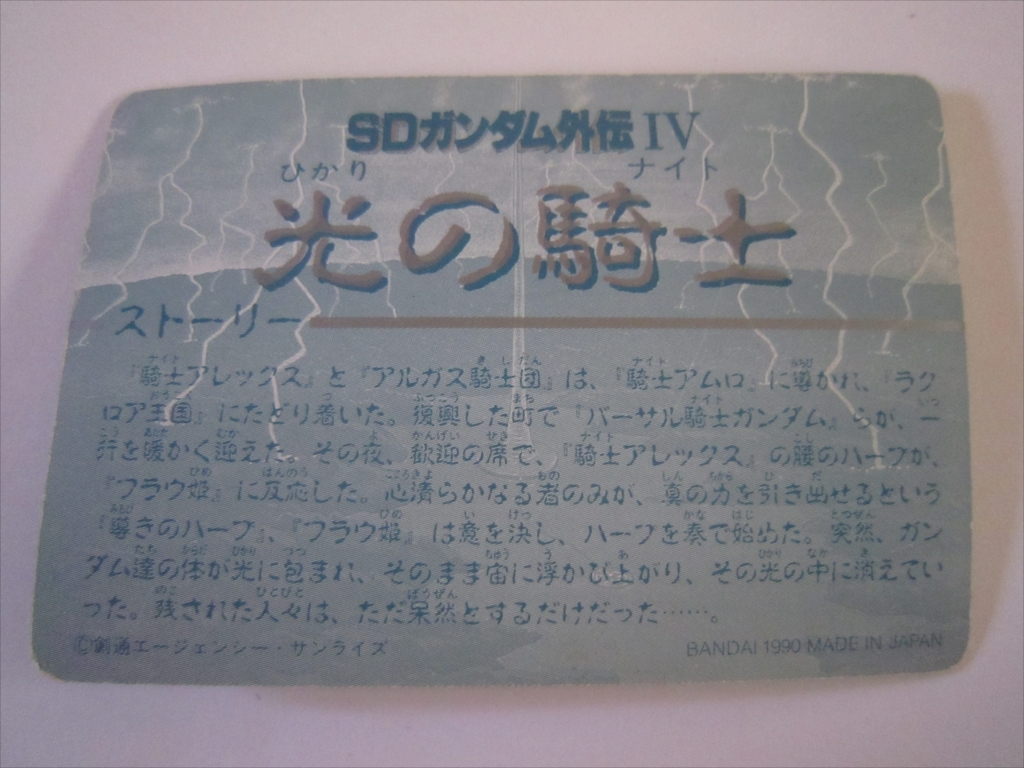 SDガンダム外伝 IV
ひかり ナイト
光の騎士
ストーリー
『騎士アレックス』と『アルガス騎士団』は、『騎士アムロ』に導かれ、『ラク
ロア王国』にたどり着いた。復興した町で『バーサル騎士ガンダム』らが、一
行を暖かく迎えた。その夜、歓迎の席で、『騎士アレックス』の腰のハープが、
『フラウ姫』に反応した。心清らかなる者のみが、真の力を引き出せるという
『導きのハープ』、『フラウ姫』は意を決し、ハープを奏で始めた。突然、ガン
ダム達の体が光に包まれ、そのまま宙に浮かび上がり、その光の中に消えてい
った。残された人々は、ただ呆然とするだけだった……。
©創通エージェンシー・サンライズ
BANDAI 1990 MADE IN JAPAN